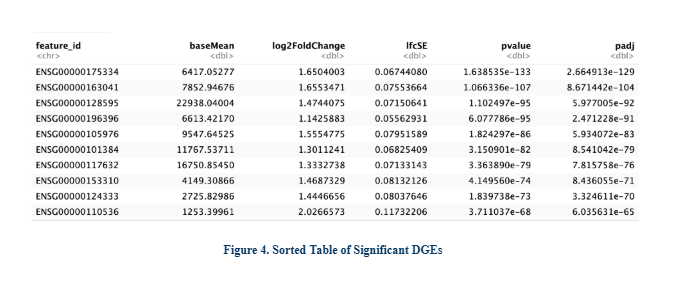 feature_id baseMean log2FoldChange lfcSE pvalue padj
<chr> <dbl> <dbl> <dbl> <dbl> <dbl>
ENSG00000175334 6417.05277 1.6504003 0.06744080 1.638535e-133 2.664913e-129
ENSG00000163041 7852.94676 1.6553471 0.07553664 1.066336e-107 8.671442e-104
ENSG00000128595 22938.04004 1.4744075 0.07150641 1.102497e-95 5.977005e-92
ENSG00000196396 6613.42170 1.1425883 0.05562931 6.077786e-95 2.471228e-91
ENSG00000105976 9547.64525 1.5554775 0.07951589 1.824297e-86 5.934072e-83
ENSG00000101384 11767.53711 1.3011241 0.06825409 3.150901e-82 8.541042e-79
ENSG00000117632 16750.85450 1.3332738 0.07133143 3.363890e-79 7.815758e-76
ENSG00000153310 4149.30866 1.4687329 0.08132126 4.149560e-74 8.436055e-71
ENSG00000124333 2725.82986 1.4446656 0.08037646 1.839738e-73 3.324611e-70
ENSG00000110536 1253.39961 2.0266573 0.11732206 3.711037e-68 6.035631e-65
Figure 4. Sorted Table of Significant DGEs